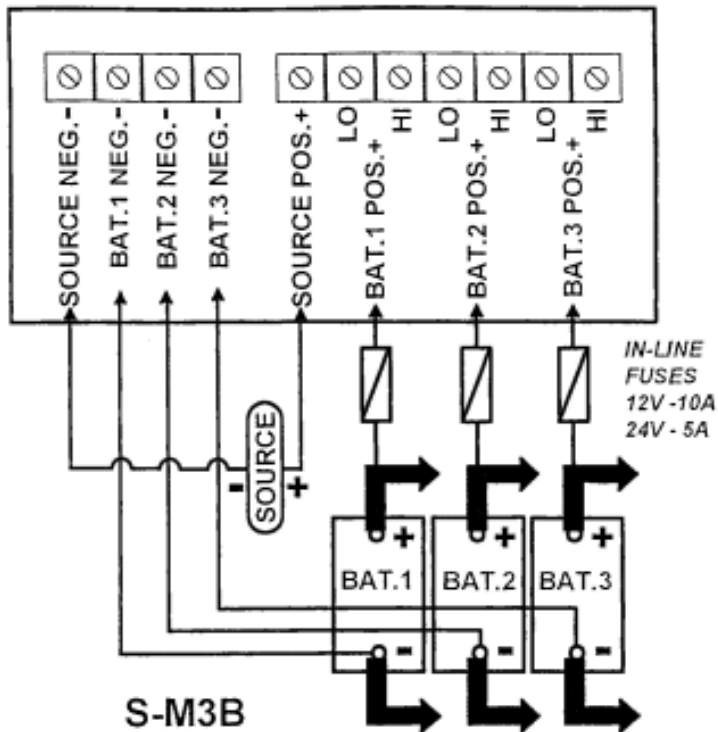 SOURCE NEG.-
BAT.1 NEG.-
BAT.2 NEG.-
BAT.3 NEG.-
SOURCE POS.+
LO
HI
BAT.1 POS.+
LO
HI
BAT.2 POS.+
LO
HI
BAT.3 POS.+
IN-LINE
FUSES
12V -10A
24V - 5A
- SOURCE +
+
+
+
BAT.1
BAT.2
BAT.3
-
-
-
S-M3B